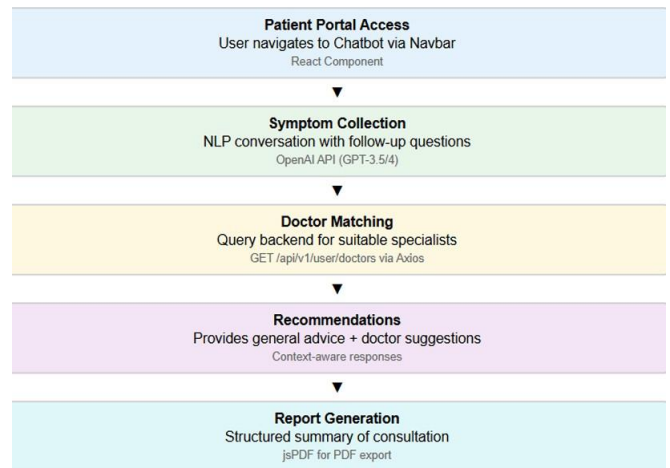 Patient Portal Access
User navigates to Chatbot via Navbar
React Component
Symptom Collection
NLP conversation with follow-up questions
OpenAI API (GPT-3.5/4)
Doctor Matching
Query backend for suitable specialists
GET /api/v1/user/doctors via Axios
Recommendations
Provides general advice + doctor suggestions
Context-aware responses
Report Generation
Structured summary of consultation
jsPDF for PDF export